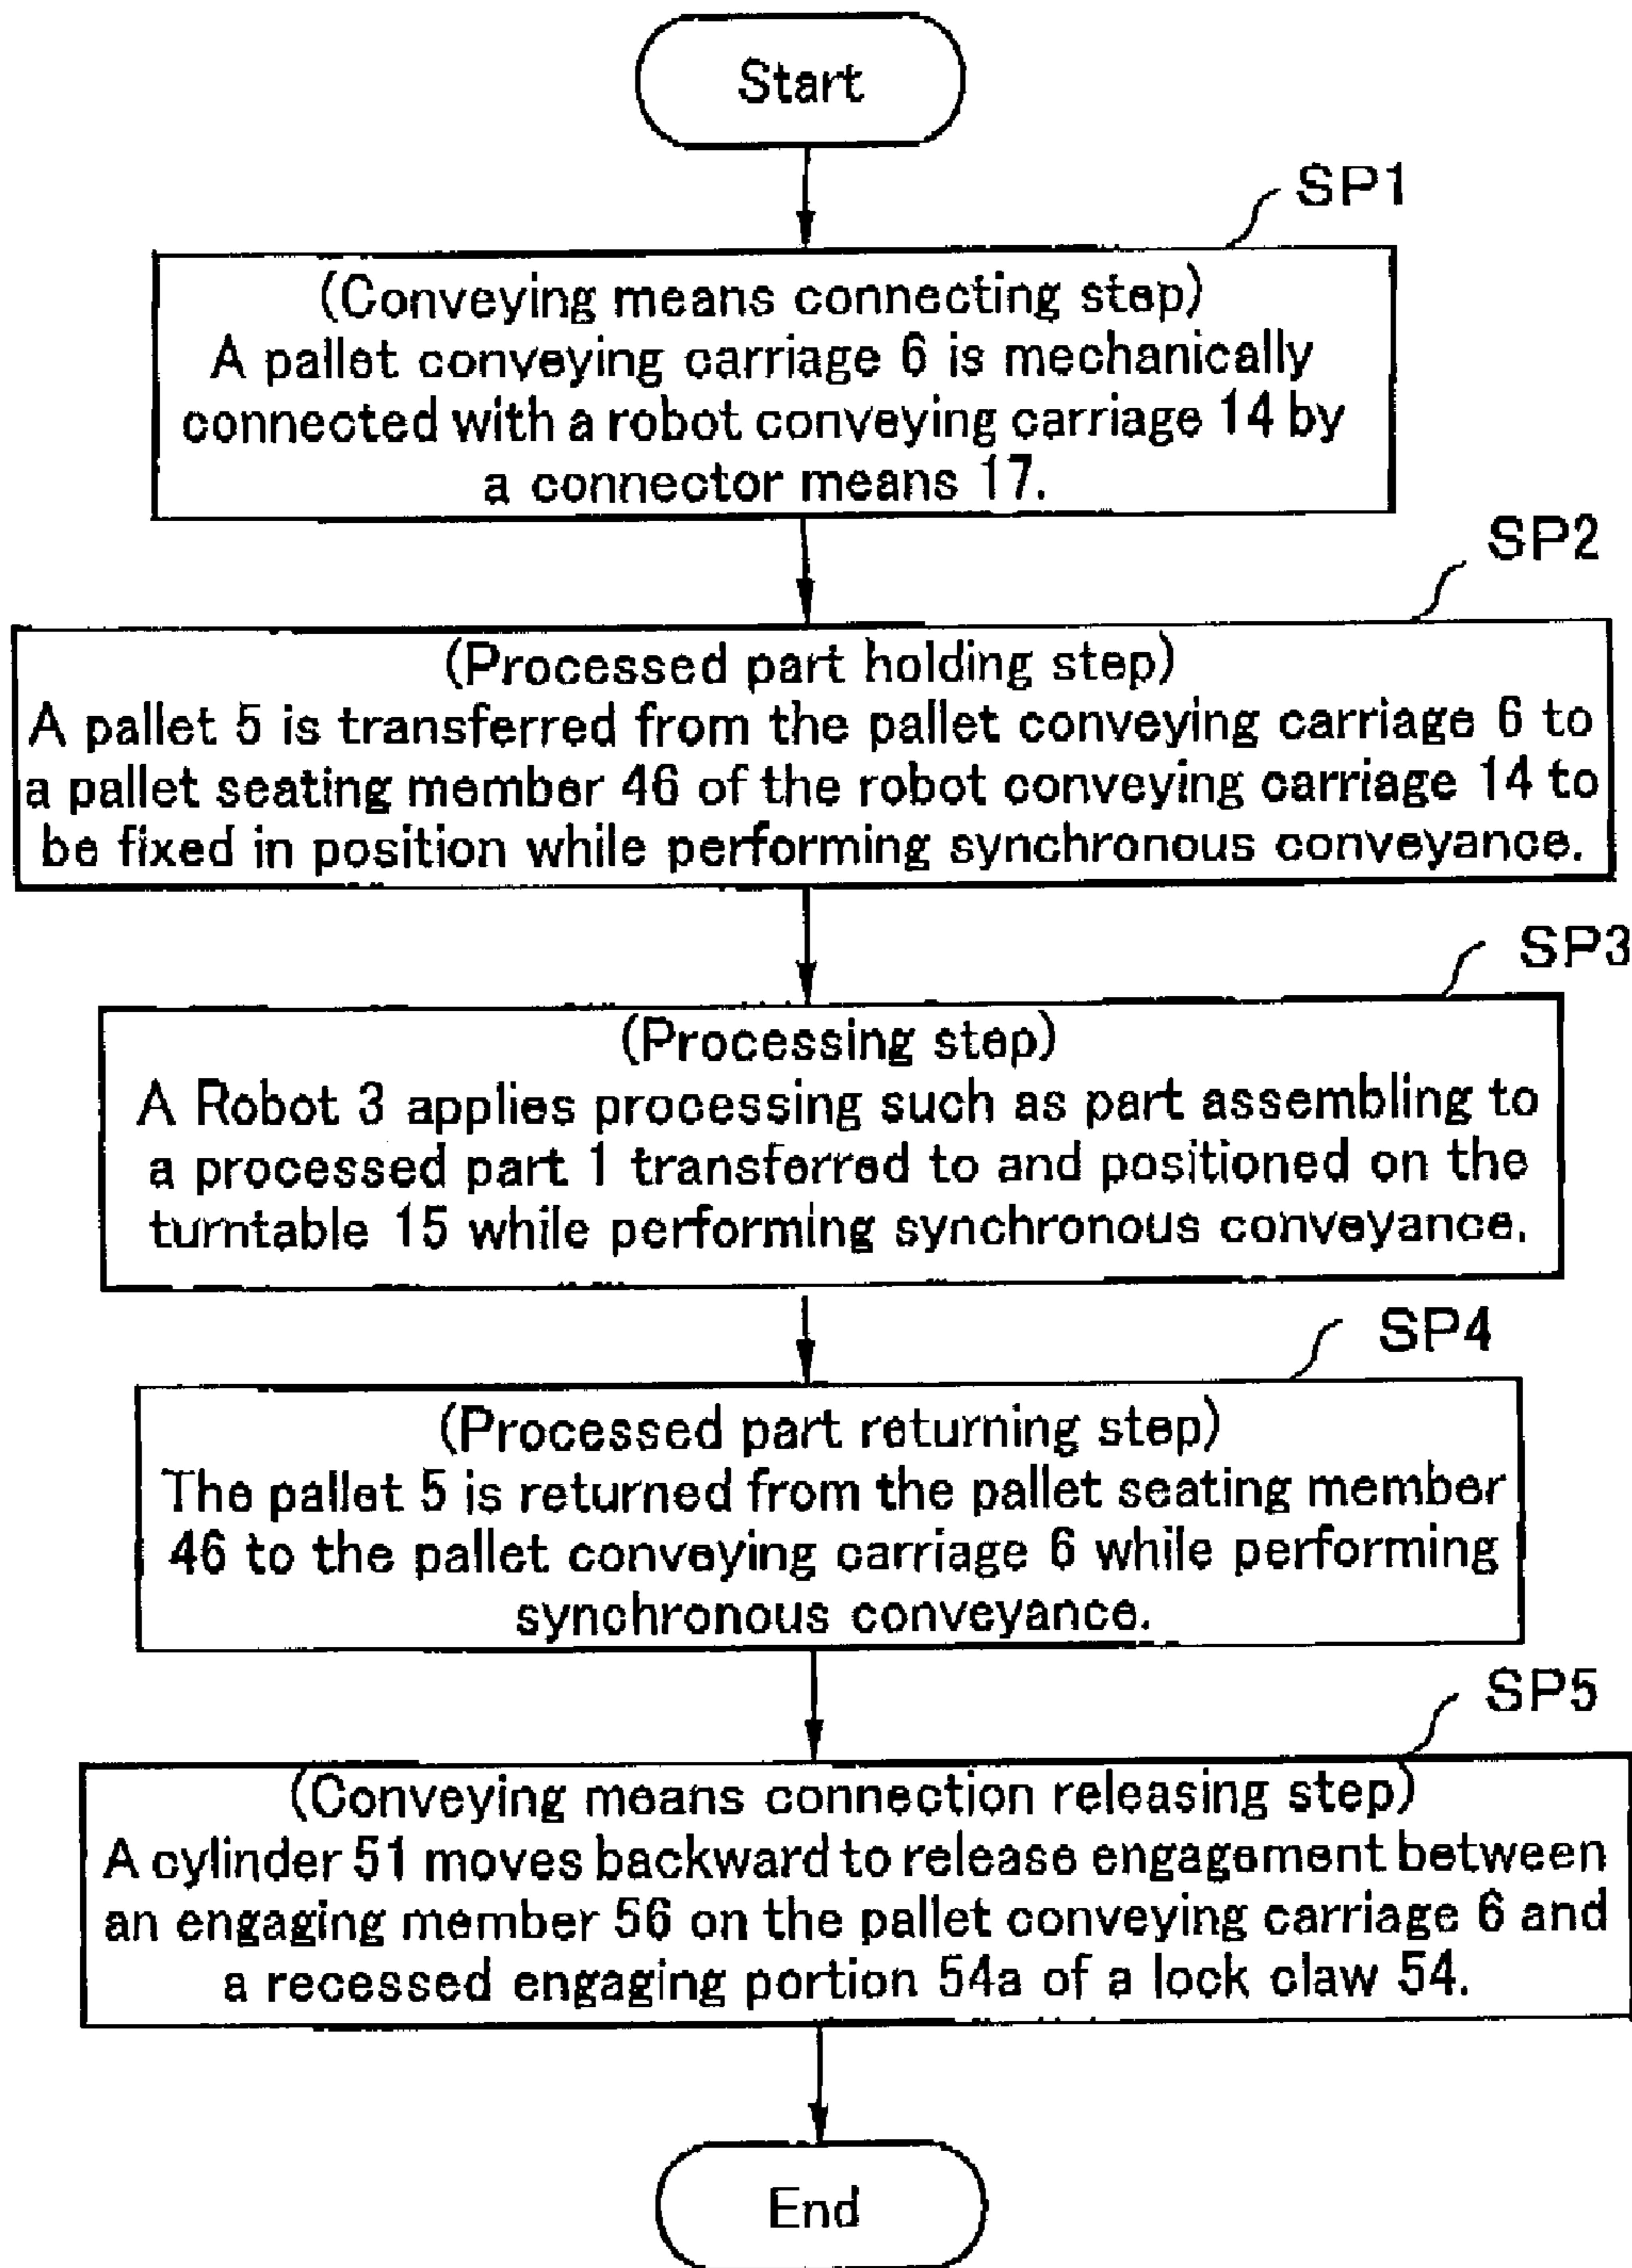 Start
SP1
(Conveying means connecting step)
A pallet conveying carriage 6 is mechanically
connected with a robot conveying carriage 14 by
a connector means 17.
SP2
(Processed part holding step)
A pallet 5 is transferred from the pallet conveying carriage 6 to
a pallet seating member 46 of the robot conveying carriage 14 to
be fixed in position while performing synchronous conveyance.
SP3
(Processing step)
A Robot 3 applies processing such as part assembling to
a processed part 1 transferred to and positioned on the
turntable 15 while performing synchronous conveyance.
SP4
(Processed part returning step)
The pallet 5 is returned from the pallet seating member
46 to the pallet conveying carriage 6 while performing
synchronous conveyance.
SP5
(Conveying means connection releasing step)
A cylinder 51 moves backward to release engagement between
an engaging member 56 on the pallet conveying carriage 6 and
a recessed engaging portion 54a of a lock claw 54.
End